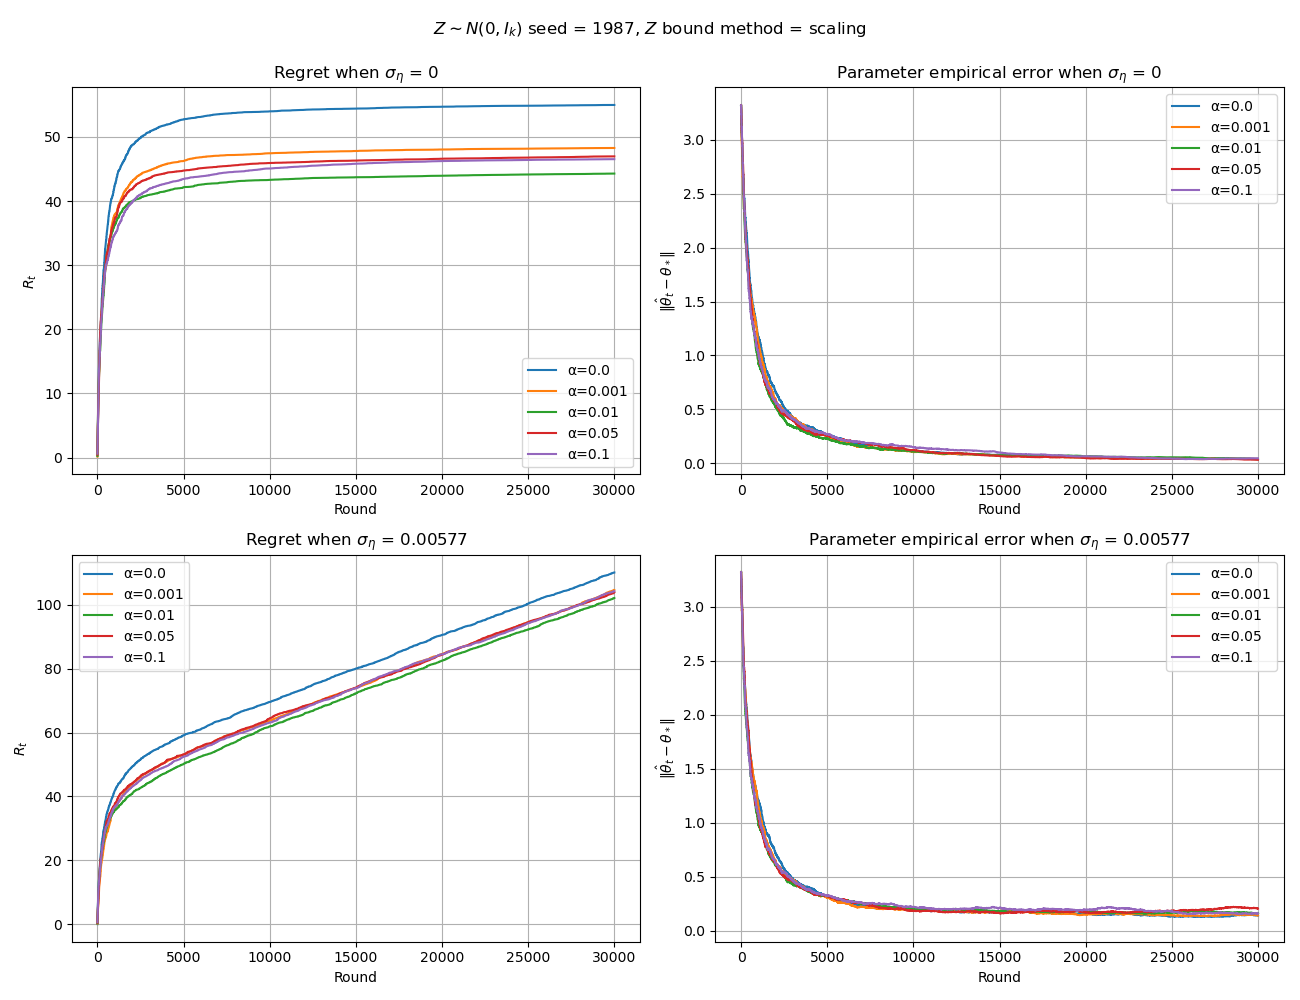 Z ∼ N(0, I_k) seed = 1987, Z bound method = scaling
Regret when σ_η = 0
R_t
50
40
30
20
10
0
0 5000 10000 15000 20000 25000 30000
Round
α=0.0
α=0.001
α=0.01
α=0.05
α=0.1
Parameter empirical error when σ_η = 0
‖θ̂_t − θ_*‖
3.0
2.5
2.0
1.5
1.0
0.5
0.0
0 5000 10000 15000 20000 25000 30000
Round
α=0.0
α=0.001
α=0.01
α=0.05
α=0.1
Regret when σ_η = 0.00577
R_t
100
80
60
40
20
0
0 5000 10000 15000 20000 25000 30000
Round
α=0.0
α=0.001
α=0.01
α=0.05
α=0.1
Parameter empirical error when σ_η = 0.00577
‖θ̂_t − θ_*‖
3.0
2.5
2.0
1.5
1.0
0.5
0.0
0 5000 10000 15000 20000 25000 30000
Round
α=0.0
α=0.001
α=0.01
α=0.05
α=0.1